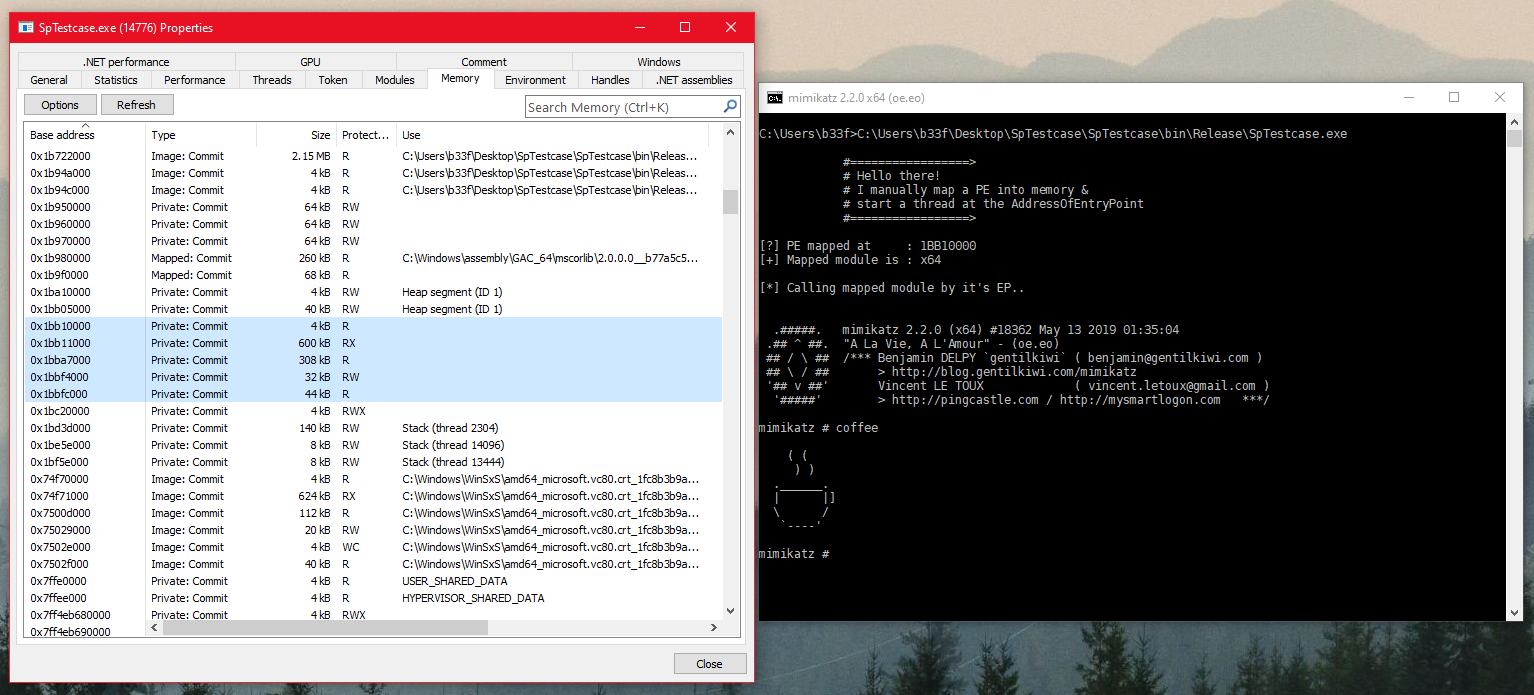 SpTestcase.exe (14776) Properties
.NET performance GPU Comment Windows
General Statistics Performance Threads Token Modules Memory Environment Handles .NET assemblies
Options Refresh Search Memory (Ctrl+K)
Base address Type Size Protect... Use
0x1b722000 Image: Commit 2.15 MB R C:\Users\b33f\Desktop\SpTestcase\SpTestcase\bin\Releas...
0x1b94a000 Image: Commit 4 kB R C:\Users\b33f\Desktop\SpTestcase\SpTestcase\bin\Releas...
0x1b94c000 Image: Commit 4 kB R C:\Users\b33f\Desktop\SpTestcase\SpTestcase\bin\Releas...
0x1b950000 Private: Commit 64 kB RW
0x1b960000 Private: Commit 64 kB RW
0x1b970000 Private: Commit 64 kB RW
0x1b980000 Mapped: Commit 260 kB R C:\Windows\assembly\GAC_64\mscorlib\2.0.0.0__b77a5c5...
0x1b9f0000 Mapped: Commit 68 kB R
0x1ba10000 Private: Commit 4 kB RW Heap segment (ID 1)
0x1bb05000 Private: Commit 40 kB RW Heap segment (ID 1)
0x1bb10000 Private: Commit 4 kB R
0x1bb11000 Private: Commit 600 kB RX
0x1bba7000 Private: Commit 308 kB R
0x1bbf4000 Private: Commit 32 kB RW
0x1bbfc000 Private: Commit 44 kB R
0x1bc20000 Private: Commit 4 kB RWX
0x1bd3d000 Private: Commit 140 kB RW Stack (thread 2304)
0x1be5e000 Private: Commit 8 kB RW Stack (thread 14096)
0x1bf5e000 Private: Commit 8 kB RW Stack (thread 13444)
0x74f70000 Image: Commit 4 kB R C:\Windows\WinSxS\amd64_microsoft.vc80.crt_1fc8b3b9a...
0x74f71000 Image: Commit 624 kB RX C:\Windows\WinSxS\amd64_microsoft.vc80.crt_1fc8b3b9a...
0x7500d000 Image: Commit 112 kB R C:\Windows\WinSxS\amd64_microsoft.vc80.crt_1fc8b3b9a...
0x75029000 Image: Commit 20 kB RW C:\Windows\WinSxS\amd64_microsoft.vc80.crt_1fc8b3b9a...
0x7502e000 Image: Commit 4 kB WC C:\Windows\WinSxS\amd64_microsoft.vc80.crt_1fc8b3b9a...
0x7502f000 Image: Commit 40 kB R C:\Windows\WinSxS\amd64_microsoft.vc80.crt_1fc8b3b9a...
0x7ffe0000 Private: Commit 4 kB R USER_SHARED_DATA
0x7ffee000 Private: Commit 4 kB R HYPERVISOR_SHARED_DATA
0x7ff4eb680000 Private: Commit 4 kB RWX
0x7ff4eb690000
Close
mimikatz 2.2.0 x64 (oe.eo)
C:\Users\b33f>C:\Users\b33f\Desktop\SpTestcase\SpTestcase\bin\Release\SpTestcase.exe
#=================>
# Hello there!
# I manually map a PE into memory &
# start a thread at the AddressOfEntryPoint
#=================>
[?] PE mapped at : 1BB10000
[+] Mapped module is : x64
[*] Calling mapped module by it's EP..
.#####. mimikatz 2.2.0 (x64) #18362 May 13 2019 01:35:04
.## ^ ##. "A La Vie, A L'Amour" - (oe.eo)
## / \ ## /*** Benjamin DELPY `gentilkiwi` ( benjamin@gentilkiwi.com )
## \ / ## > http://blog.gentilkiwi.com/mimikatz
'## v ##' Vincent LE TOUX ( vincent.letoux@gmail.com )
'#####' > http://pingcastle.com / http://mysmartlogon.com ***/
mimikatz # coffee
( (
) )
.______.
| |]
\ /
`----'
mimikatz #